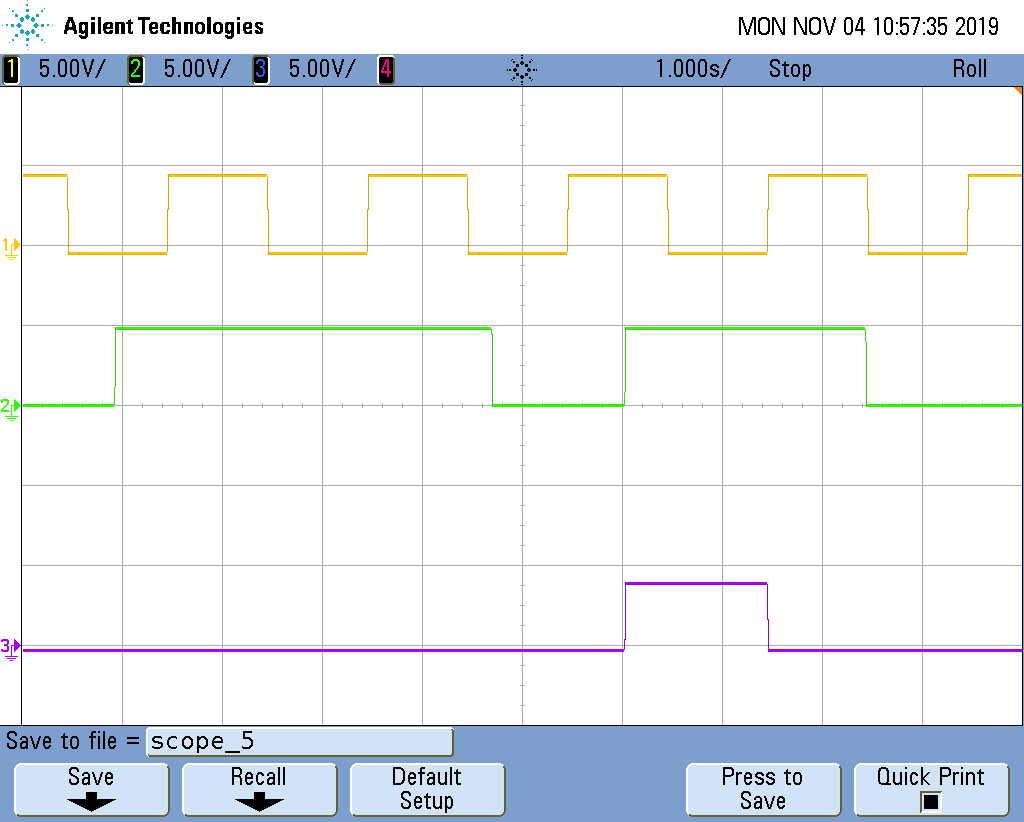 Agilent Technologies MON NOV 04 10:57:35 2019
1 5.00V/ 2 5.00V/ 3 5.00V/ 4 1.000s/ Stop Roll
1
2
3
Save to file = scope_5
Save Recall Default Setup Press to Save Quick Print